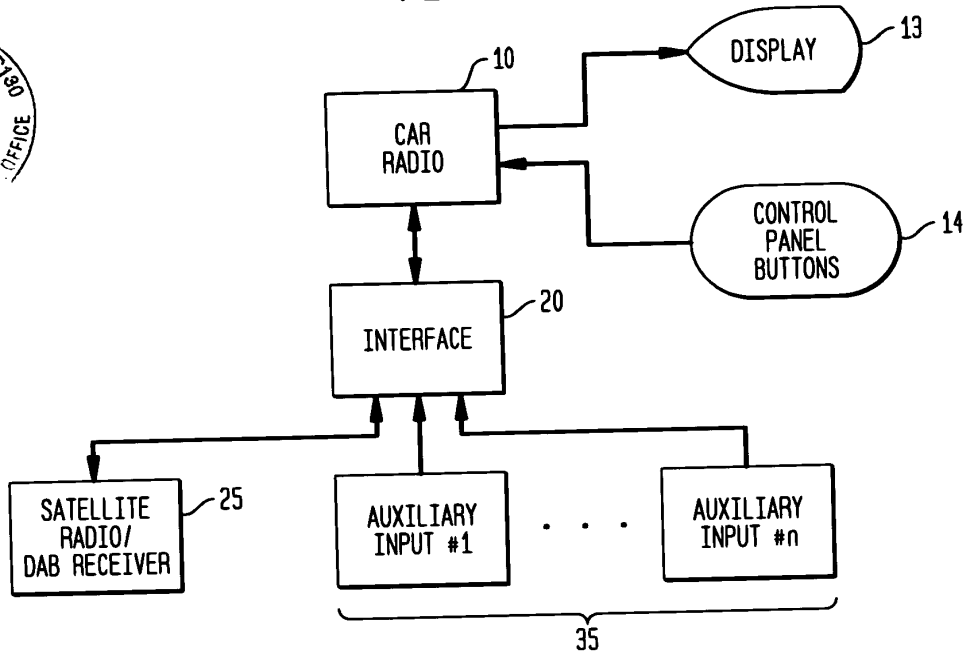 130
OFFICE
10
CAR
RADIO
DISPLAY
13
CONTROL
PANEL
BUTTONS
14
20
INTERFACE
SATELLITE
RADIO/
DAB RECEIVER
25
AUXILIARY
INPUT #1
. . .
AUXILIARY
INPUT #n
35